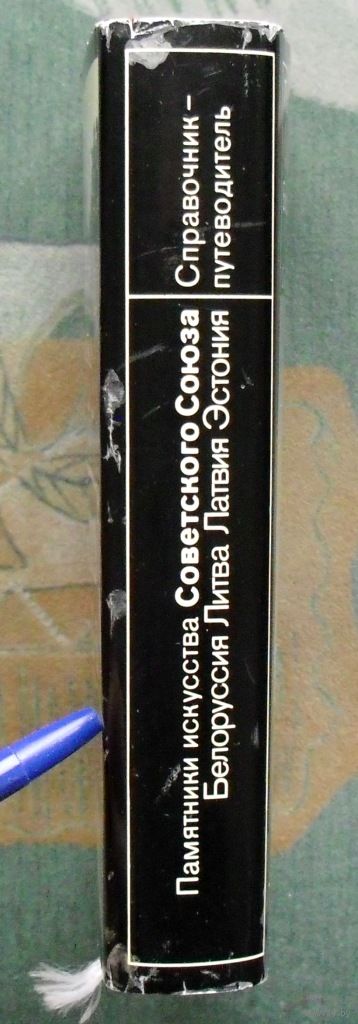 Памятники искусства Советского Союза
Белоруссия Литва Латвия Эстония
Справочник –
путеводитель